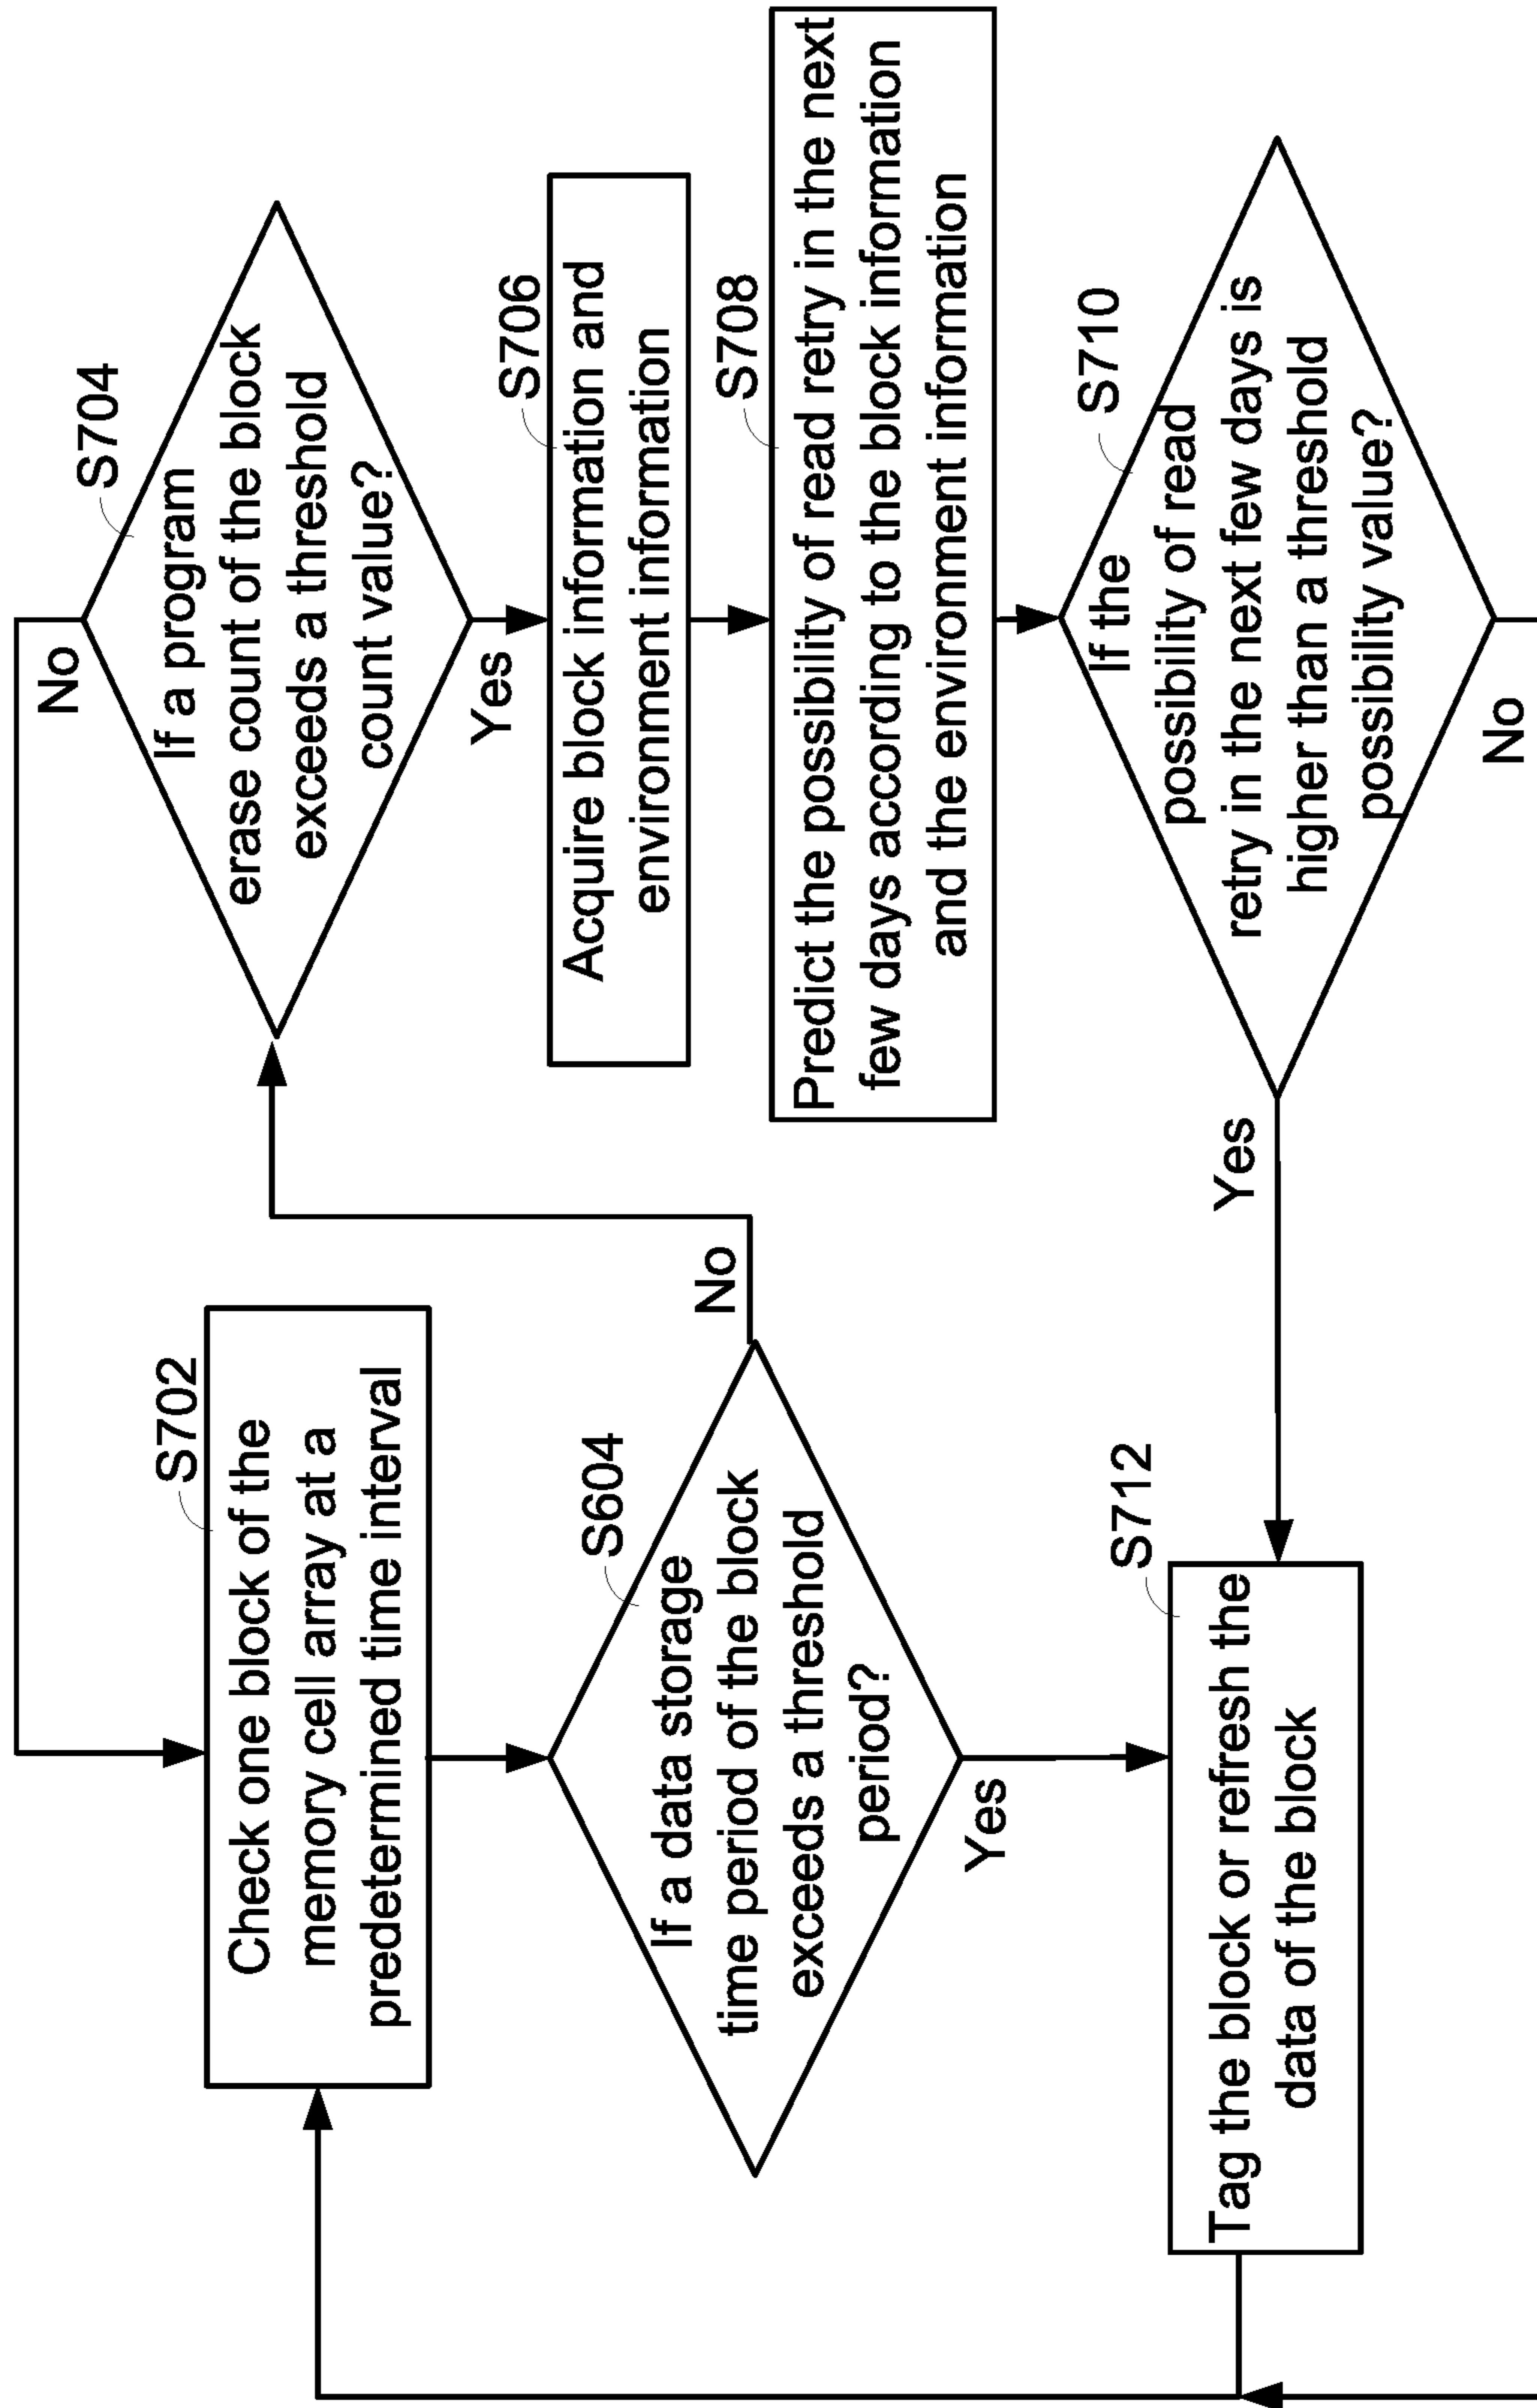 S702
Check one block of the
memory cell array at a
predetermined time interval
S604
If a data storage
time period of the block
exceeds a threshold
period?
No
Yes
S704
If a program
erase count of the block
exceeds a threshold
count value?
No
Yes
S706
Acquire block information and
environment information
S708
Predict the possibility of read retry in the next
few days according to the block information
and the environment information
S710
If the
possibility of read
retry in the next few days is
higher than a threshold
possibility value?
Yes
No
S712
Tag the block or refresh the
data of the block